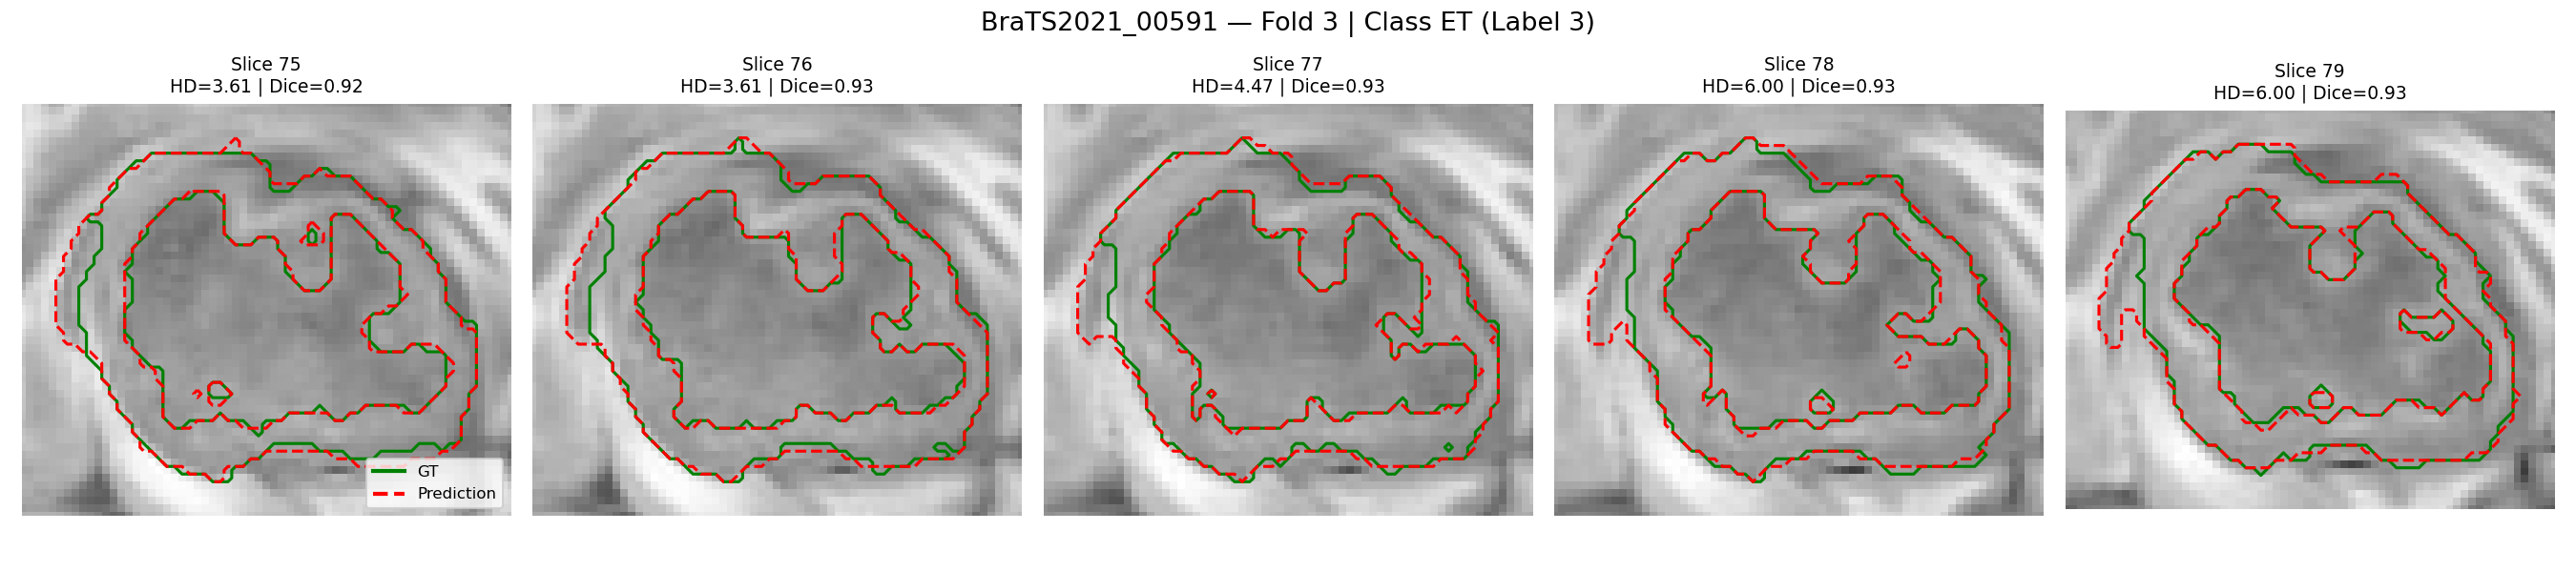 BraTS2021_00591 — Fold 3 | Class ET (Label 3)
Slice 75
HD=3.61 | Dice=0.92
Slice 76
HD=3.61 | Dice=0.93
Slice 77
HD=4.47 | Dice=0.93
Slice 78
HD=6.00 | Dice=0.93
Slice 79
HD=6.00 | Dice=0.93
GT
Prediction